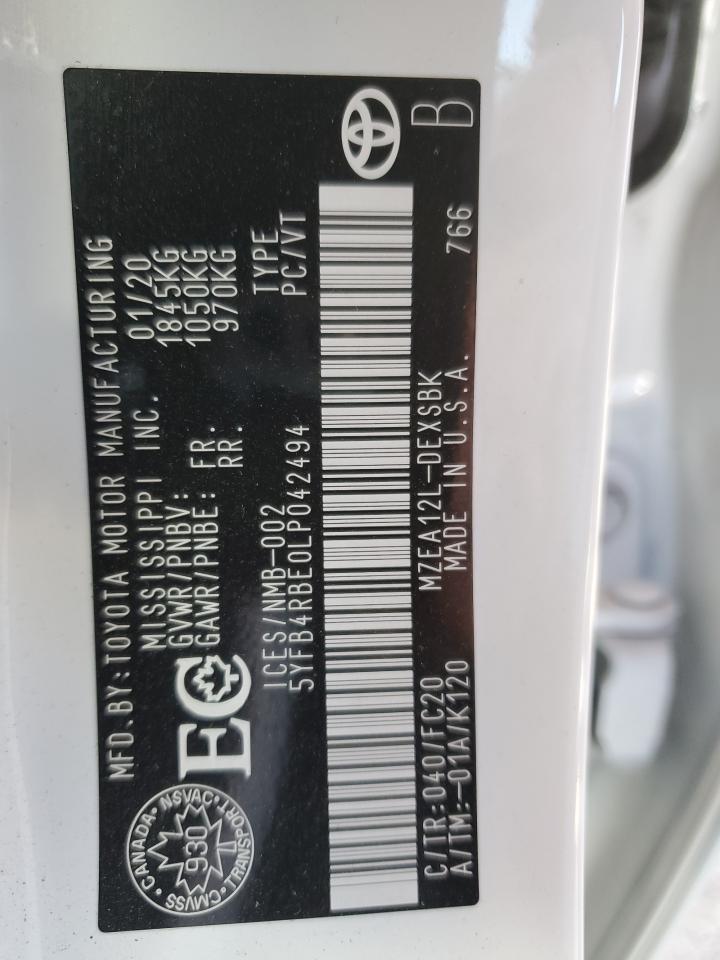 MFD.BY:TOYOTA MOTOR MANUFACTURING
MISSISSIPPI INC. 01/20
GVWR/PNBV: 1845KG
GAWR/PNBE: FR. 1050KG
RR. 970KG
EC
CANADA · NSVAC · TRANSPORT · CMVSS
930
ICES/NMB-002 TYPE
5YFB4RBE0LP042494 PC/VT
C/TR:040/FC20 MZEA12L-DEXSBK 766 B
A/TM:-01A/K120 MADE IN U.S.A.